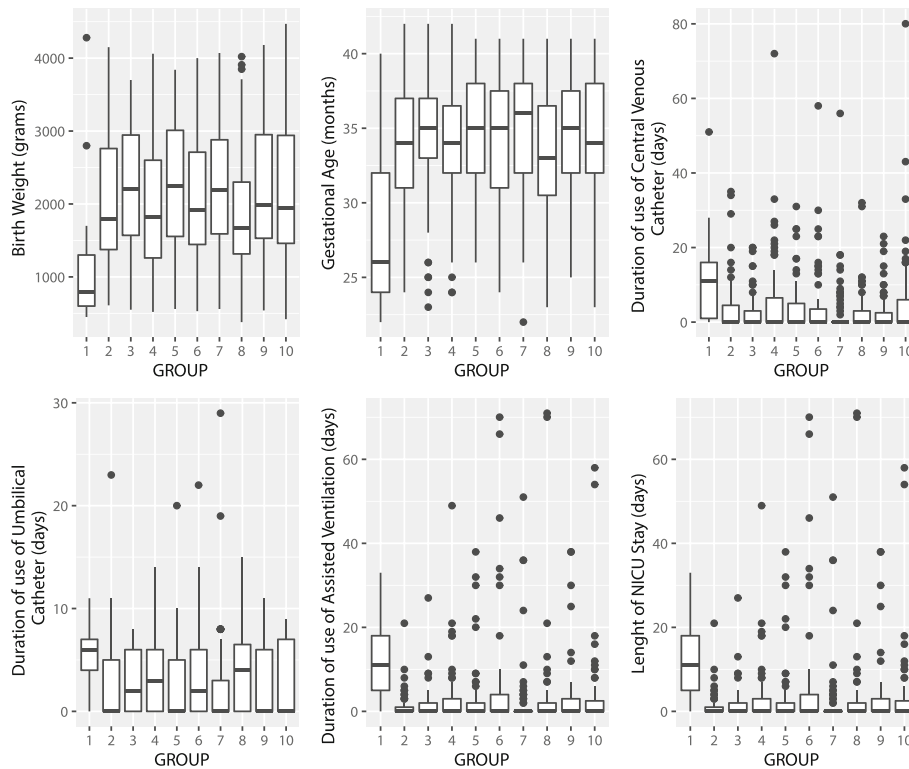 Birth Weight (grams)
4000
3000
2000
1000
1 2 3 4 5 6 7 8 9 10
GROUP
Gestational Age (months)
40
35
30
25
1 2 3 4 5 6 7 8 9 10
GROUP
Duration of use of Central Venous
Catheter (days)
80
60
40
20
0
1 2 3 4 5 6 7 8 9 10
GROUP
Duration of use of Umbilical
Catheter (days)
30
20
10
0
1 2 3 4 5 6 7 8 9 10
GROUP
Duration of use of Assisted Ventilation (days)
60
40
20
0
1 2 3 4 5 6 7 8 9 10
GROUP
Lenght of NICU Stay (days)
60
40
20
0
1 2 3 4 5 6 7 8 9 10
GROUP